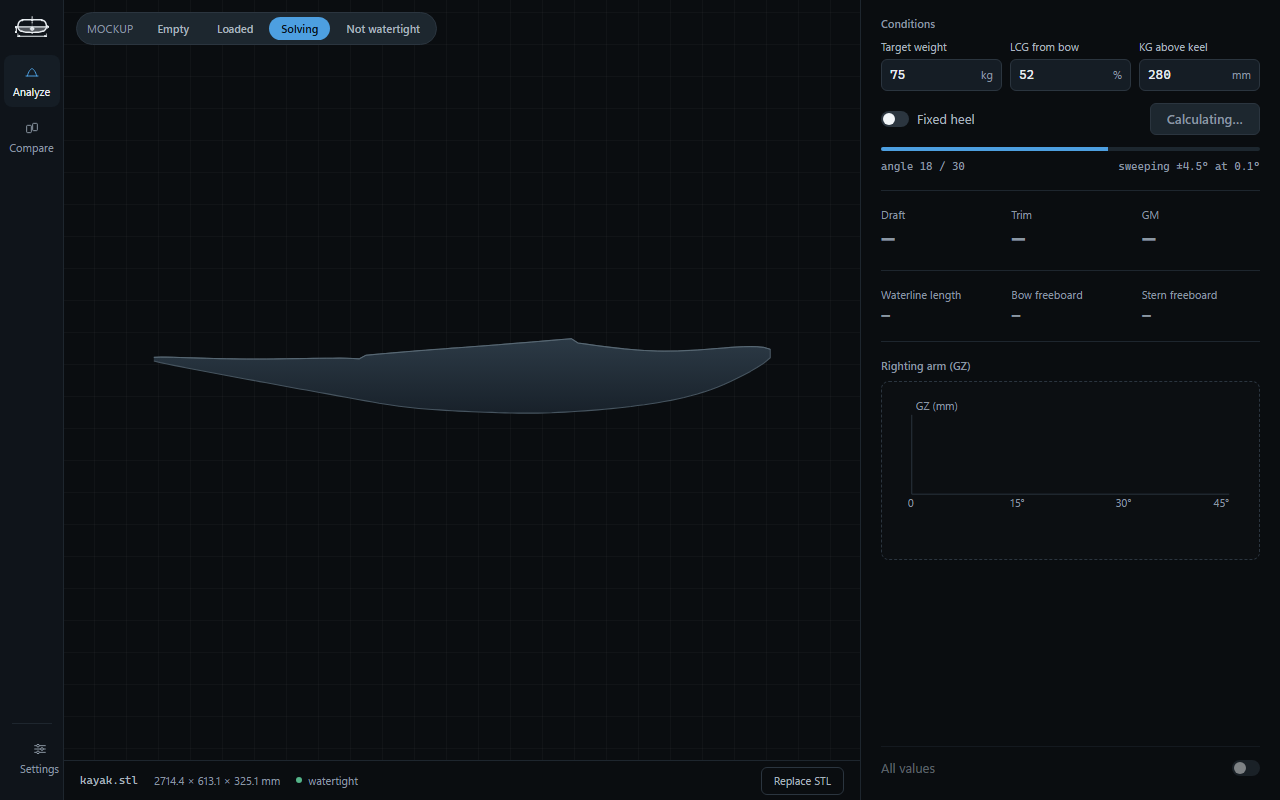 MOCKUP Empty Loaded Solving Not watertight
Analyze
Compare
Settings
kayak.stl 2714.4 × 613.1 × 325.1 mm watertight Replace STL
Conditions
Target weight LCG from bow KG above keel
75 kg 52 % 280 mm
Fixed heel Calculating...
angle 18 / 30 sweeping ±4.5° at 0.1°
Draft Trim GM
— — —
Waterline length Bow freeboard Stern freeboard
— — —
Righting arm (GZ)
GZ (mm)
0 15° 30° 45°
All values